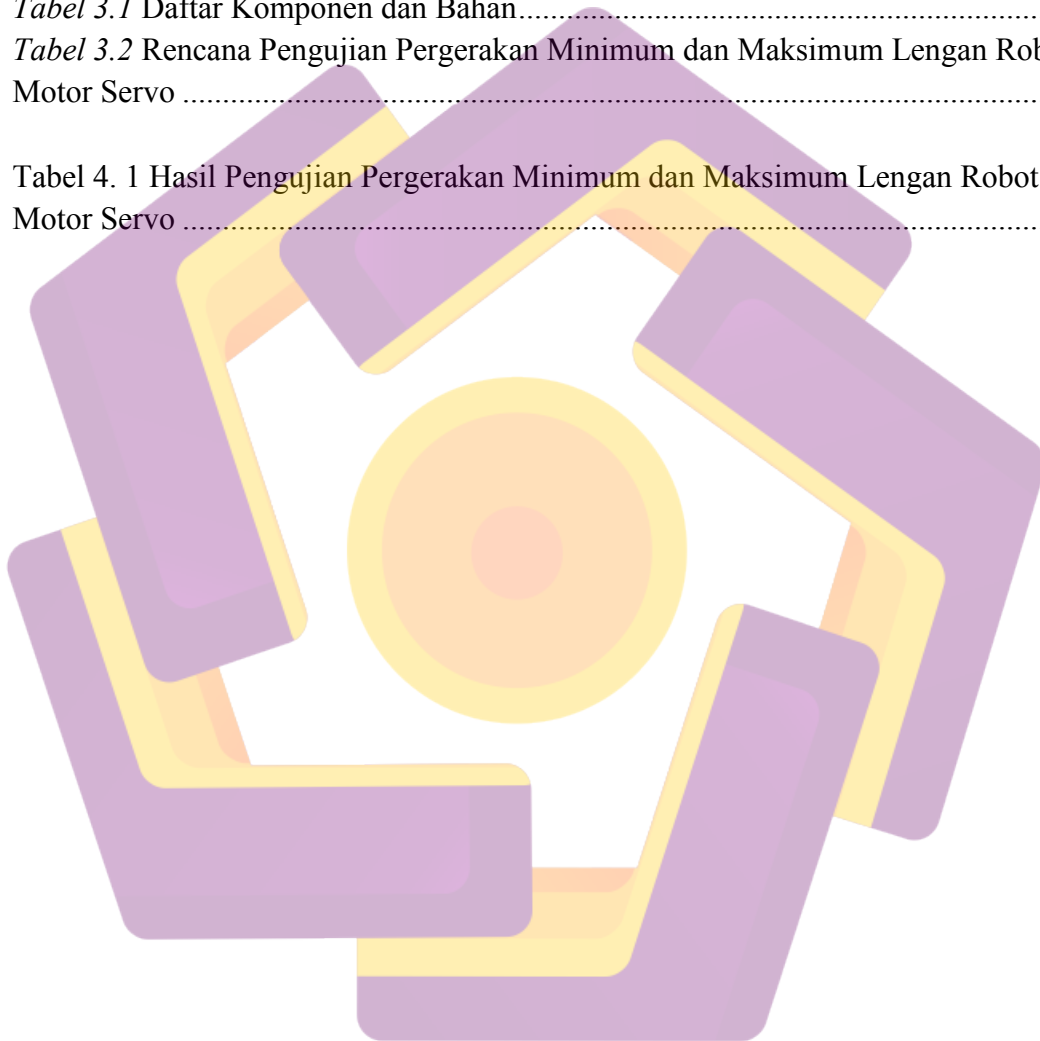 Tabel 3.1 Daftar Komponen dan Bahan.......................................................................
Tabel 3.2 Rencana Pengujian Pergerakan Minimum dan Maksimum Lengan
Motor Servo ...............................................................................................................
Tabel 4. 1 Hasil Pengujian Pergerakan Minimum dan Maksimum Lengan Robot
Motor Servo ...............................................................................................................